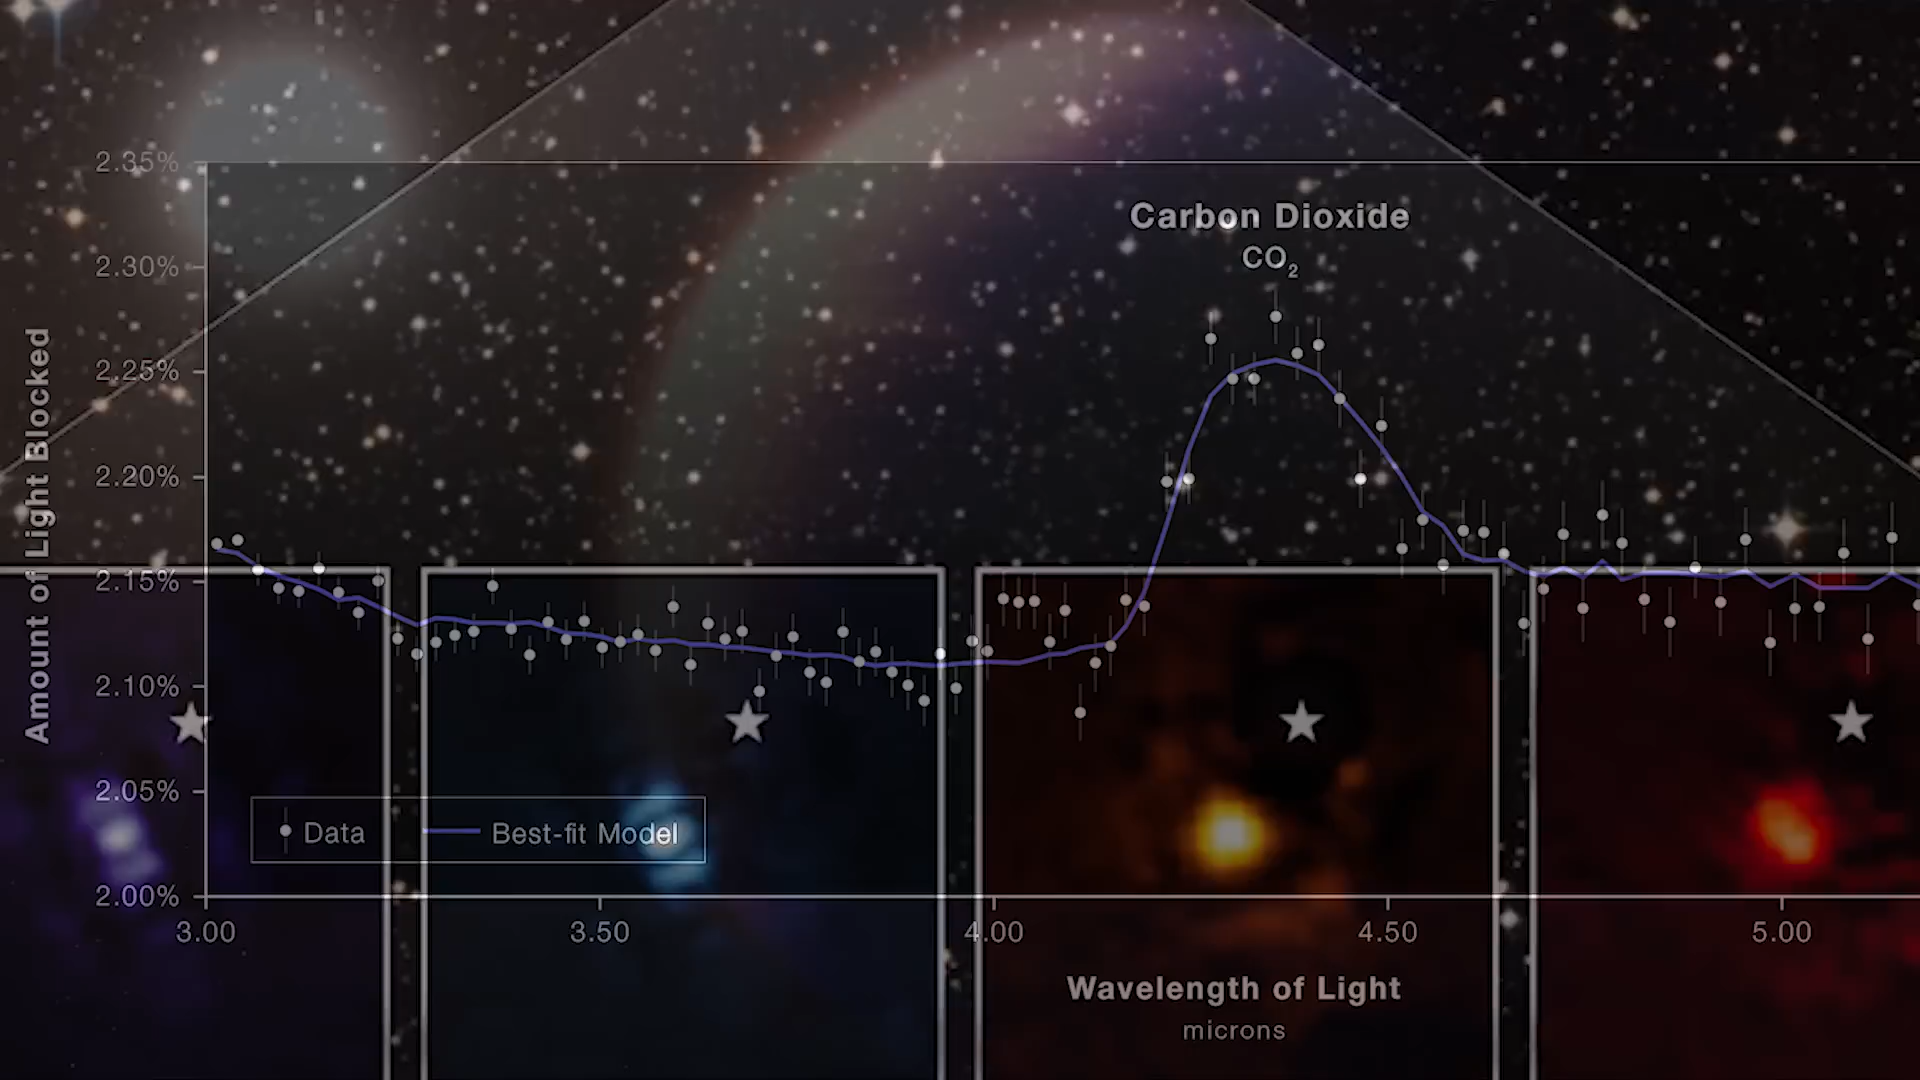 Carbon Dioxide
CO₂
Amount of Light Blocked
2.35%
2.30%
2.25%
2.20%
2.15%
2.10%
2.05%
2.00%
Data
Best-fit Model
3.00
3.50
4.00
4.50
5.00
Wavelength of Light
microns